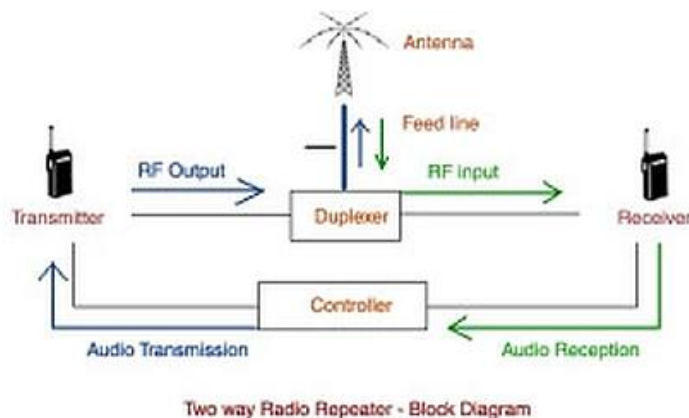 Antenna
Feed line
RF Output
RF input
Transmitter
Duplexer
Receiver
Controller
Audio Transmission
Audio Reception
Two way Radio Repeater - Block Diagram